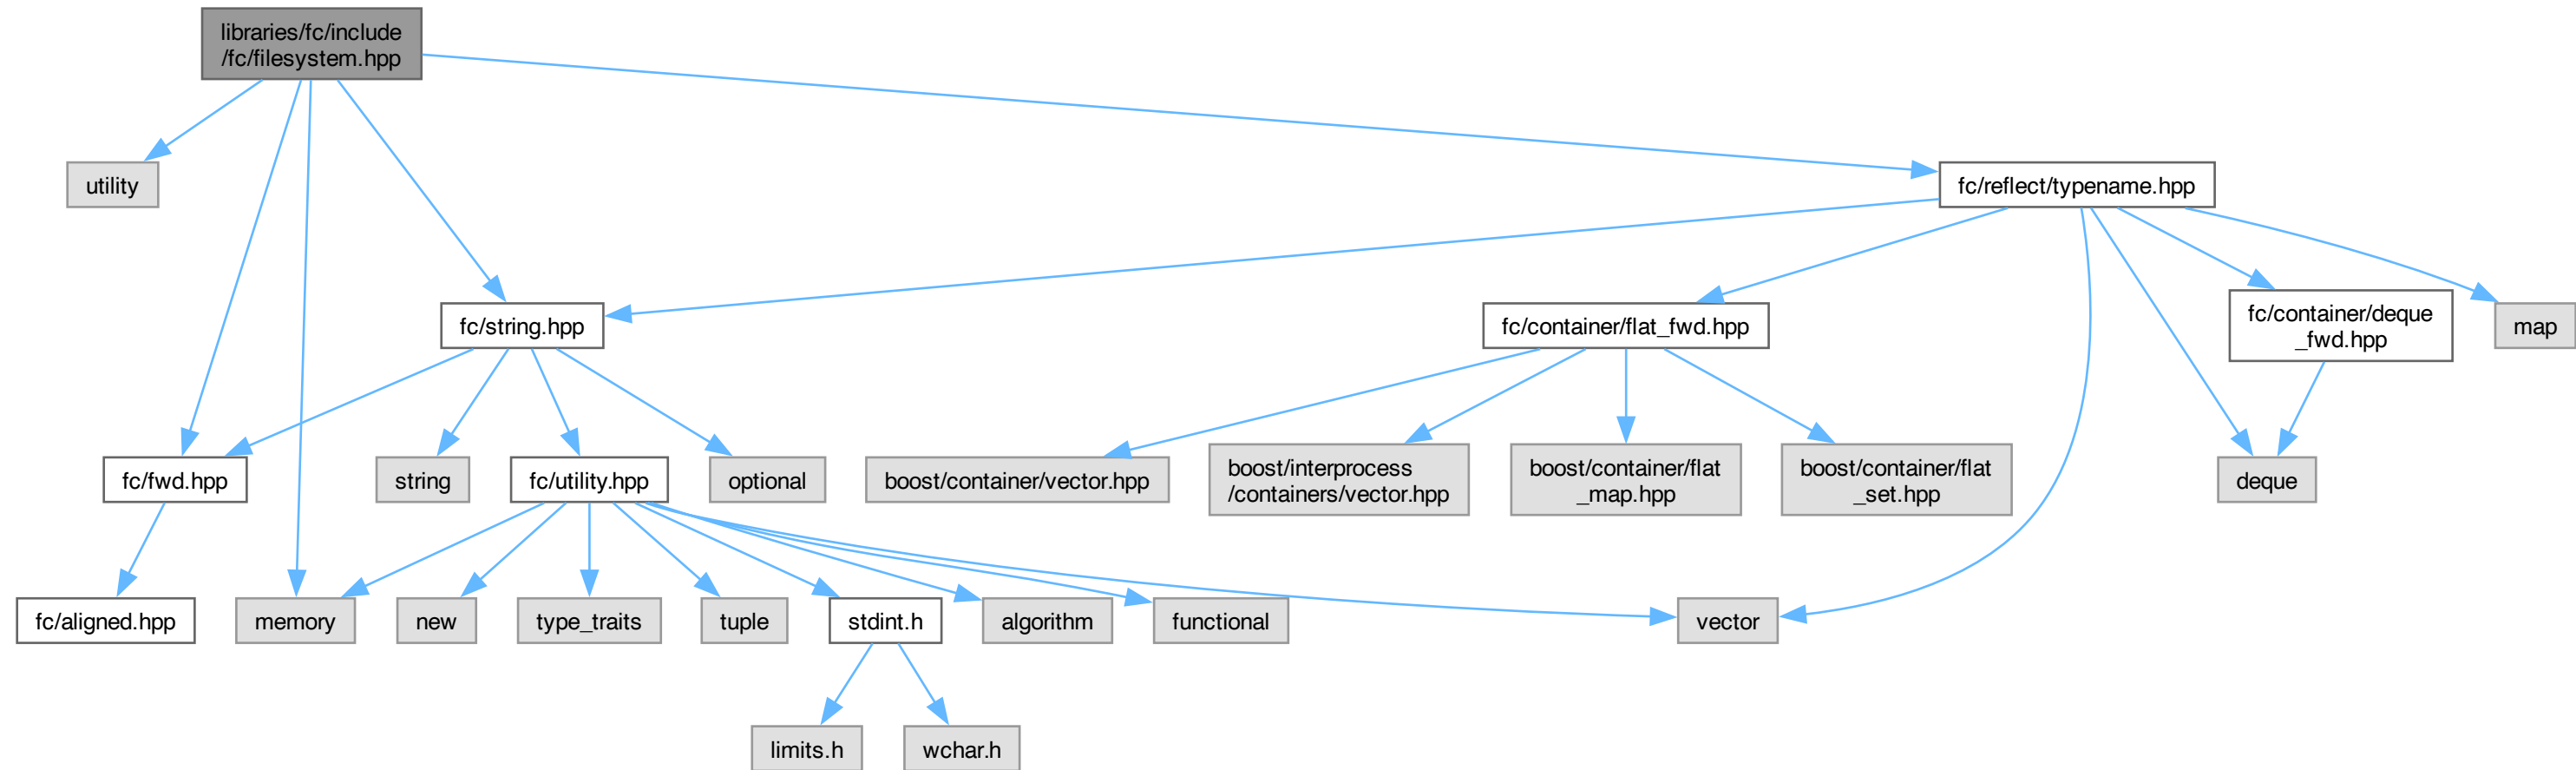 libraries/fc/include
/fc/filesystem.hpp
utility
fc/reflect/typename.hpp
fc/string.hpp
fc/container/flat_fwd.hpp
fc/container/deque
_fwd.hpp
map
fc/fwd.hpp
string
fc/utility.hpp
optional
boost/container/vector.hpp
boost/interprocess
/containers/vector.hpp
boost/container/flat
_map.hpp
boost/container/flat
_set.hpp
deque
fc/aligned.hpp
memory
new
type_traits
tuple
stdint.h
algorithm
functional
vector
limits.h
wchar.h